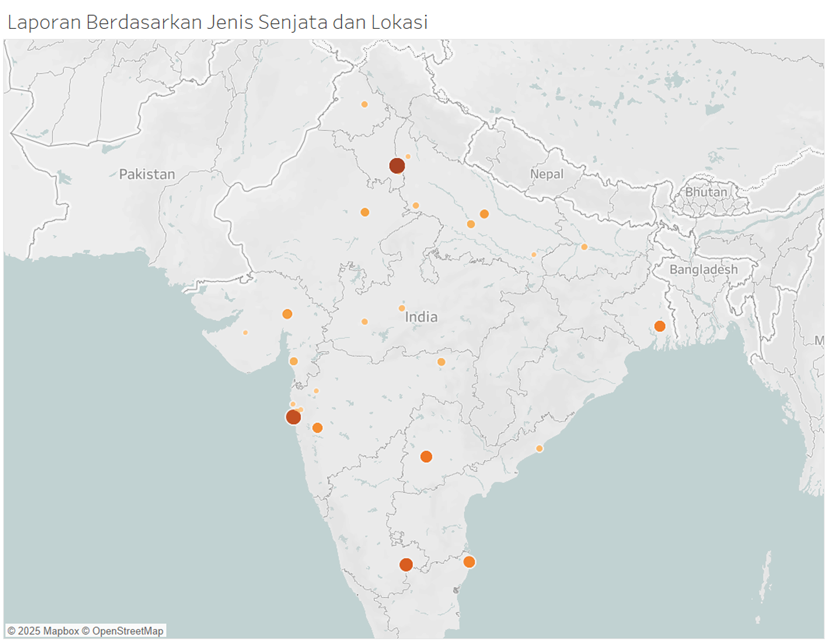 Laporan Berdasarkan Jenis Senjata dan Lokasi
Pakistan
Nepal
Bhutan
Bangladesh
India
M
© 2025 Mapbox © OpenStreetMap